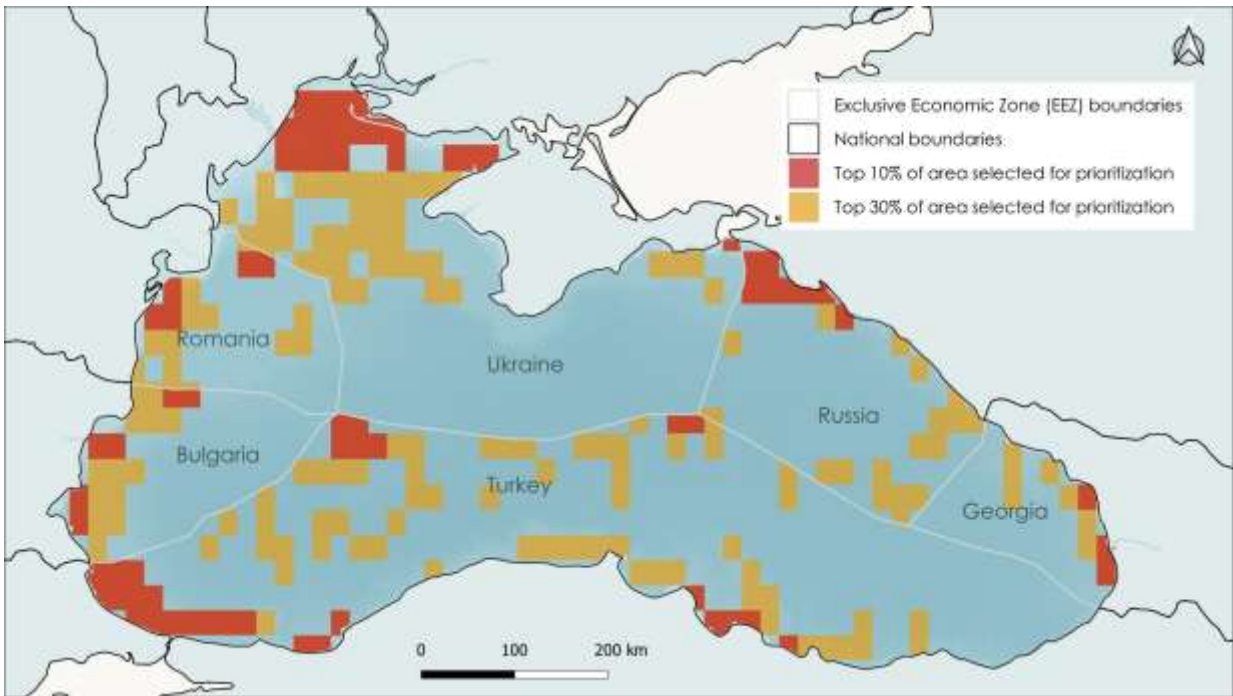 Exclusive Economic Zone (EEZ) boundaries
National boundaries
Top 10% of area selected for prioritization
Top 30% of area selected for prioritization
Romania
Ukraine
Russia
Bulgaria
Turkey
Georgia
0 100 200 km